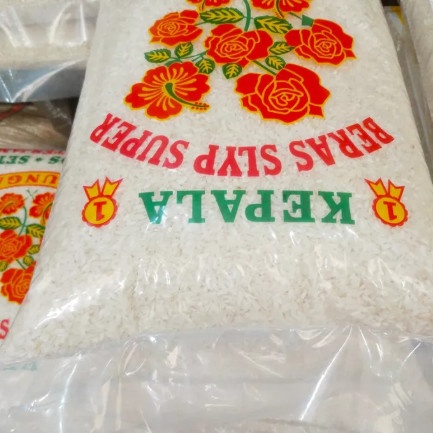 1 KEPALA 1
BERAS SLYP SUPER